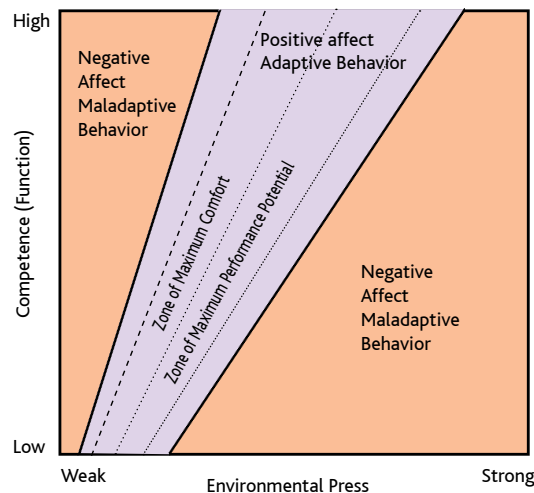 High
Negative
Affect
Maladaptive
Behavior
Positive affect
Adaptive Behavior
Zone of Maximum Comfort
Zone of Maximum Performance Potential
Negative
Affect
Maladaptive
Behavior
Competence (Function)
Low
Weak
Environmental Press
Strong